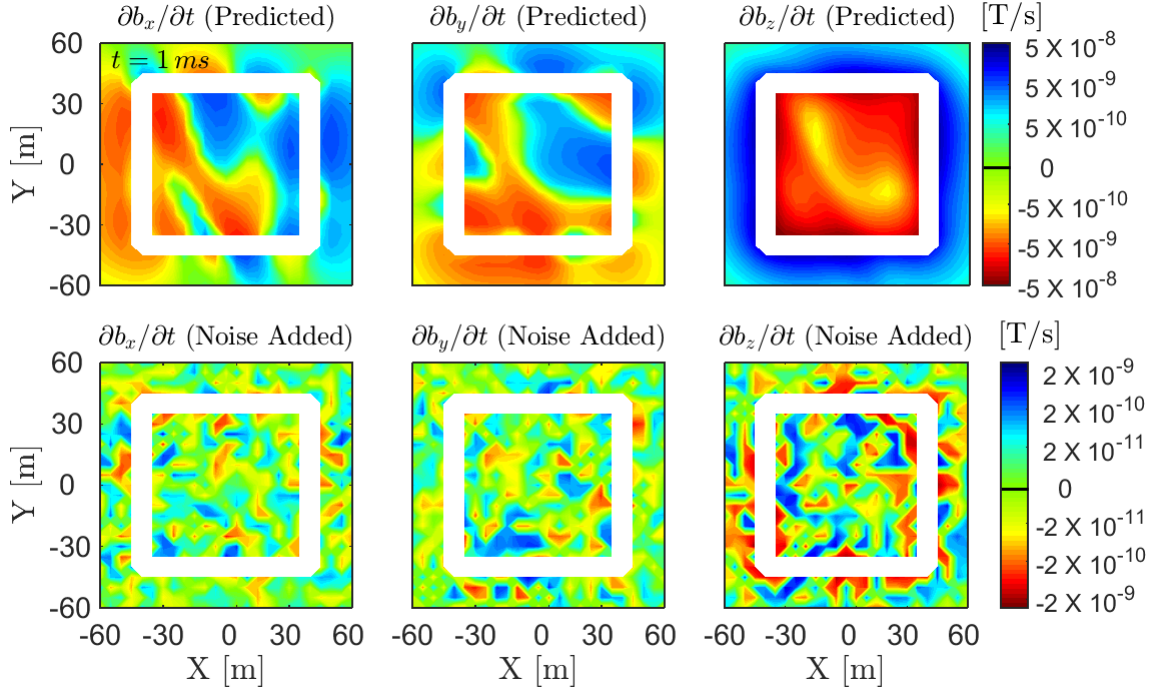 ∂b_x/∂t (Predicted) ∂b_y/∂t (Predicted) ∂b_z/∂t (Predicted) [T/s]
t = 1 ms
60
30
0
-30
-60
Y [m]
5 X 10^-8
5 X 10^-9
5 X 10^-10
0
-5 X 10^-10
-5 X 10^-9
-5 X 10^-8
∂b_x/∂t (Noise Added) ∂b_y/∂t (Noise Added) ∂b_z/∂t (Noise Added) [T/s]
60
30
0
-30
-60
Y [m]
2 X 10^-9
2 X 10^-10
2 X 10^-11
0
-2 X 10^-11
-2 X 10^-10
-2 X 10^-9
-60 -30 0 30 60 -60 -30 0 30 60 -60 -30 0 30 60
X [m] X [m] X [m]